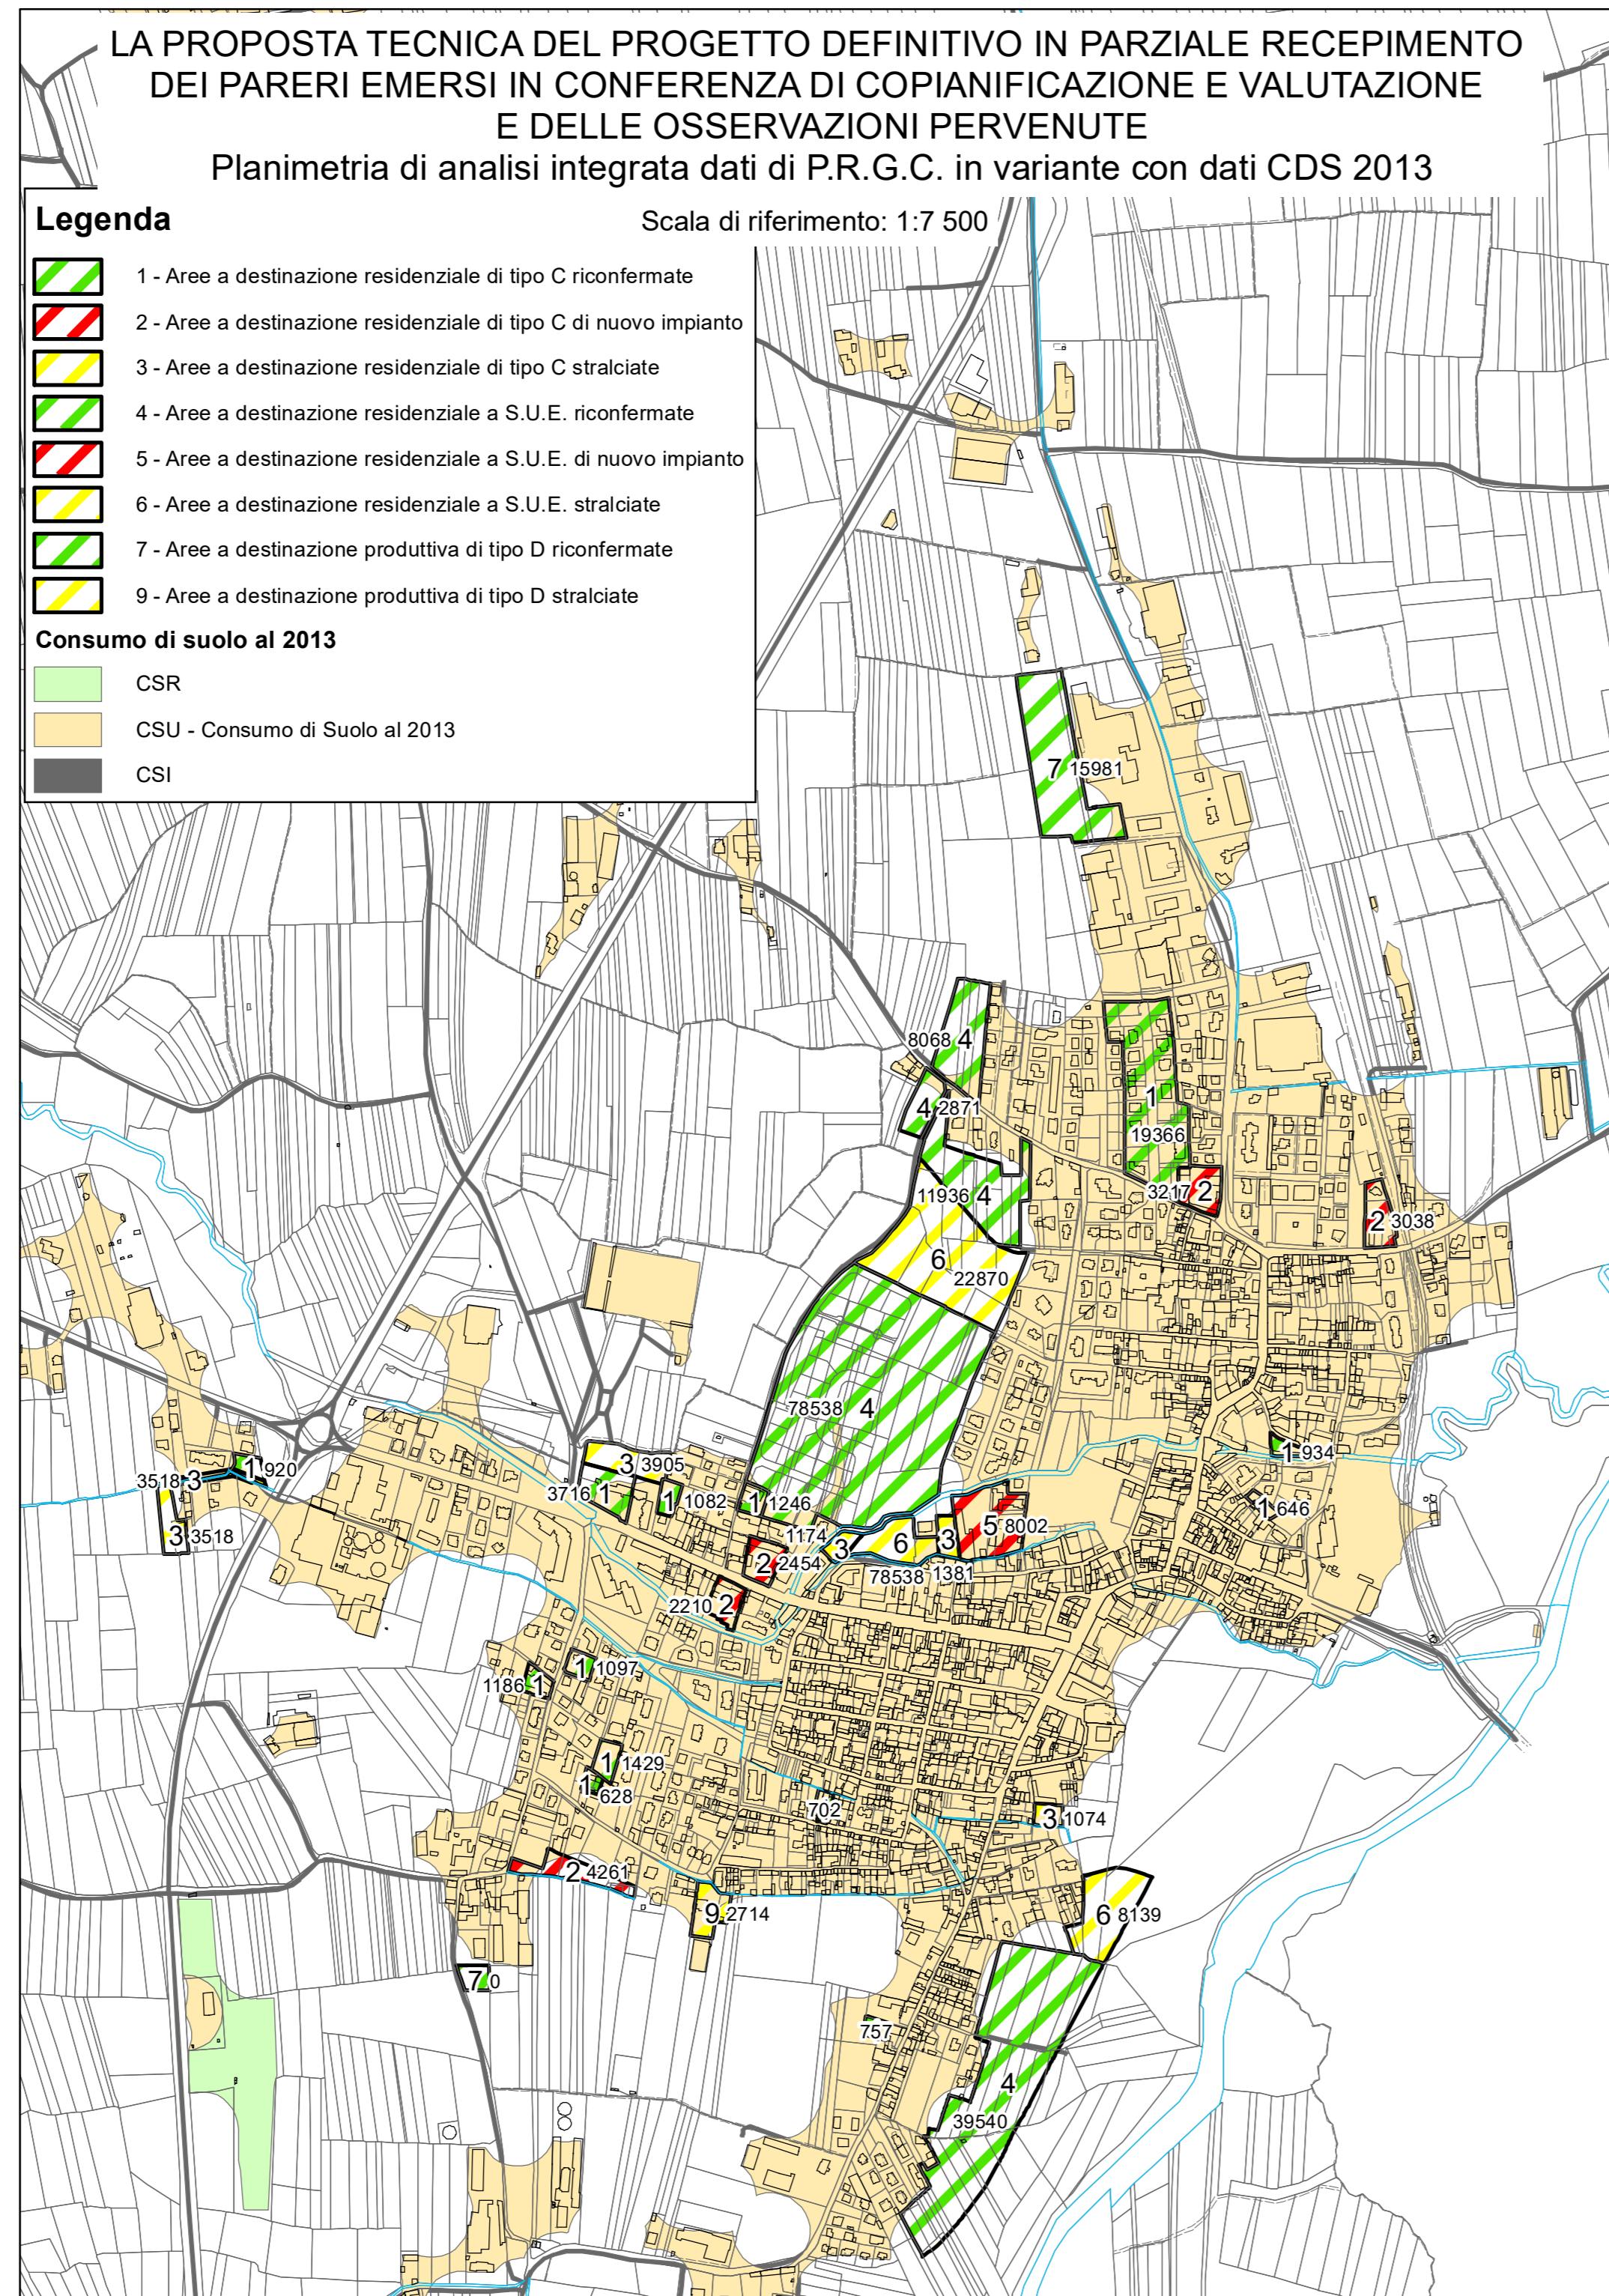 LA PROPOSTA TECNICA DEL PROGETTO DEFINITIVO IN PARZIALE RECEPIMENTO
DEI PARERI EMERSI IN CONFERENZA DI COPIANIFICAZIONE E VALUTAZIONE
E DELLE OSSERVAZIONI PERVENUTE
Planimetria di analisi integrata dati di P.R.G.C. in variante con dati CDS 2013
Legenda
Scala di riferimento: 1:7 500
1 - Aree a destinazione residenziale di tipo C riconfermate
2 - Aree a destinazione residenziale di tipo C di nuovo impianto
3 - Aree a destinazione residenziale di tipo C stralciate
4 - Aree a destinazione residenziale a S.U.E. riconfermate
5 - Aree a destinazione residenziale a S.U.E. di nuovo impianto
6 - Aree a destinazione residenziale a S.U.E. stralciate
7 - Aree a destinazione produttiva di tipo D riconfermate
9 - Aree a destinazione produttiva di tipo D stralciate
Consumo di suolo al 2013
CSR
CSU - Consumo di Suolo al 2013
CSI
7 15981
8068 4
4 2871
1
19366
3217 2
2 3038
11936 4
6
22870
78538 4
1 934
3 3905
1 920
3518 3
3716 1
1 1082
1 1246
1 646
3 3518
1174
3
6
3
5 8002
2 2454
78538
1381
2210 2
1 1097
1186 1
1 1429
1
628
702
3 1074
2 4261
9 2714
6 8139
7 0
757
4
39540